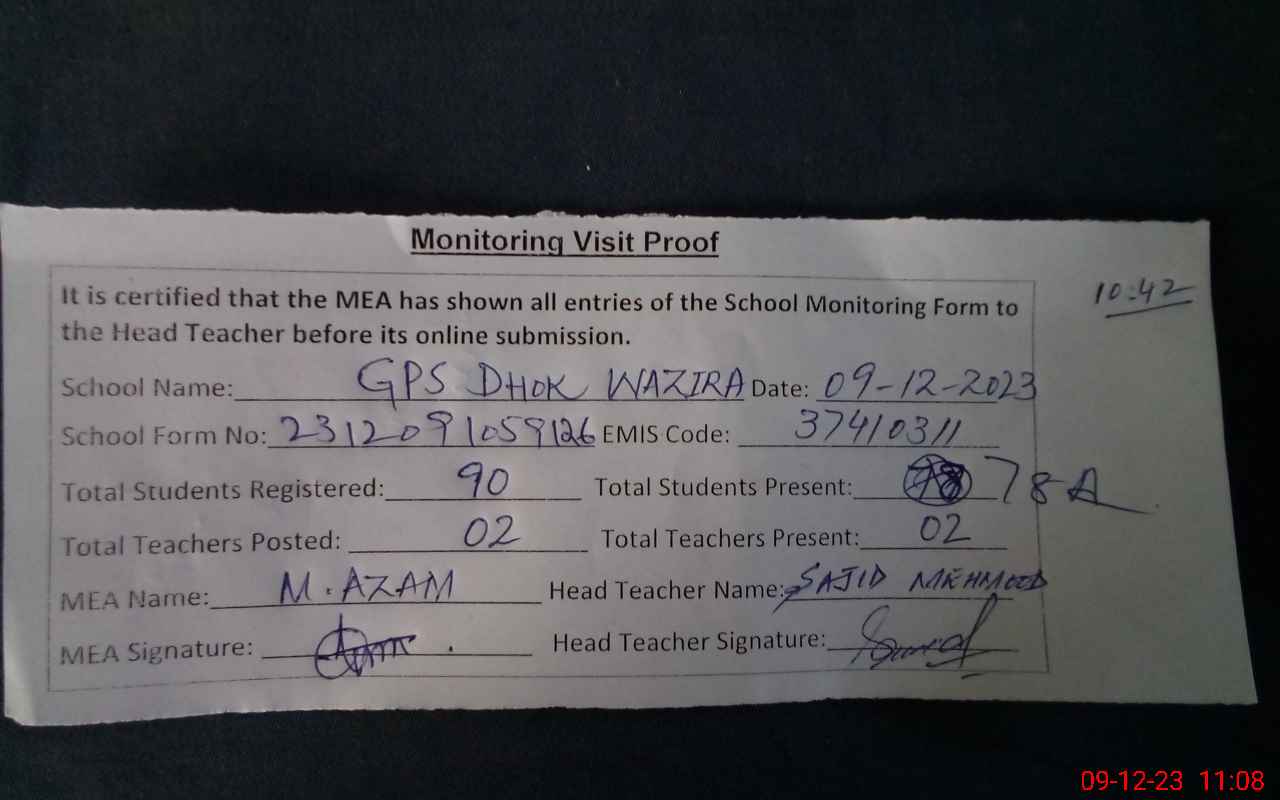 Monitoring Visit Proof
10:42
It is certified that the MEA has shown all entries of the School Monitoring Form to
the Head Teacher before its online submission.
School Name: GPS DHOK WAZIRA Date: 09-12-2023
School Form No: 2312091059126 EMIS Code: 37410311
Total Students Registered: 90 Total Students Present: 78
Total Teachers Posted: 02 Total Teachers Present: 02
MEA Name: M. AZAM Head Teacher Name: SAJID MEHMOOD
MEA Signature: Head Teacher Signature:
09-12-23 11:08